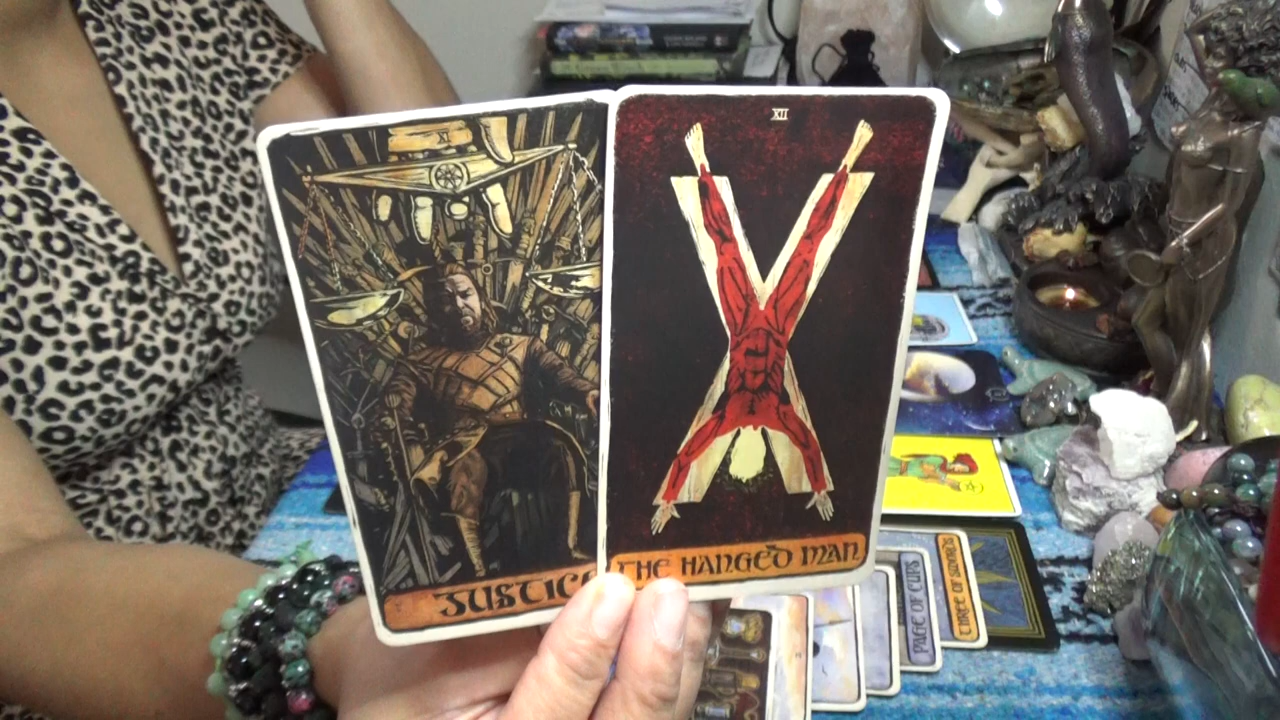 XI
XII
JUSTICE
THE HANGED MAN
PAGE OF CUPS
THREE OF SWORDS